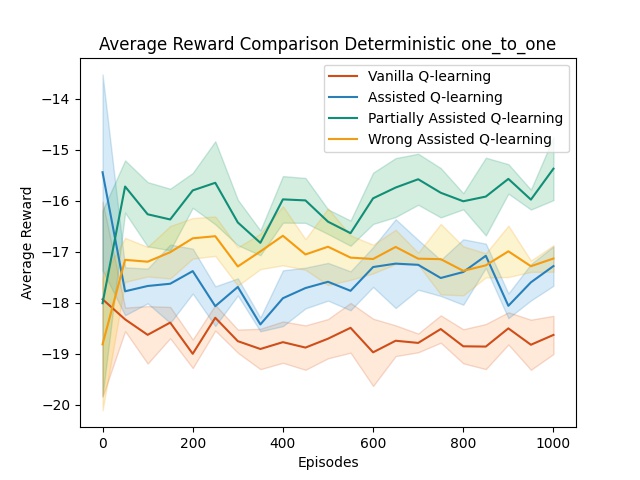 Average Reward Comparison Deterministic one_to_one
Vanilla Q-learning
Assisted Q-learning
Partially Assisted Q-learning
Wrong Assisted Q-learning
Average Reward
−14
−15
−16
−17
−18
−19
−20
0 200 400 600 800 1000
Episodes